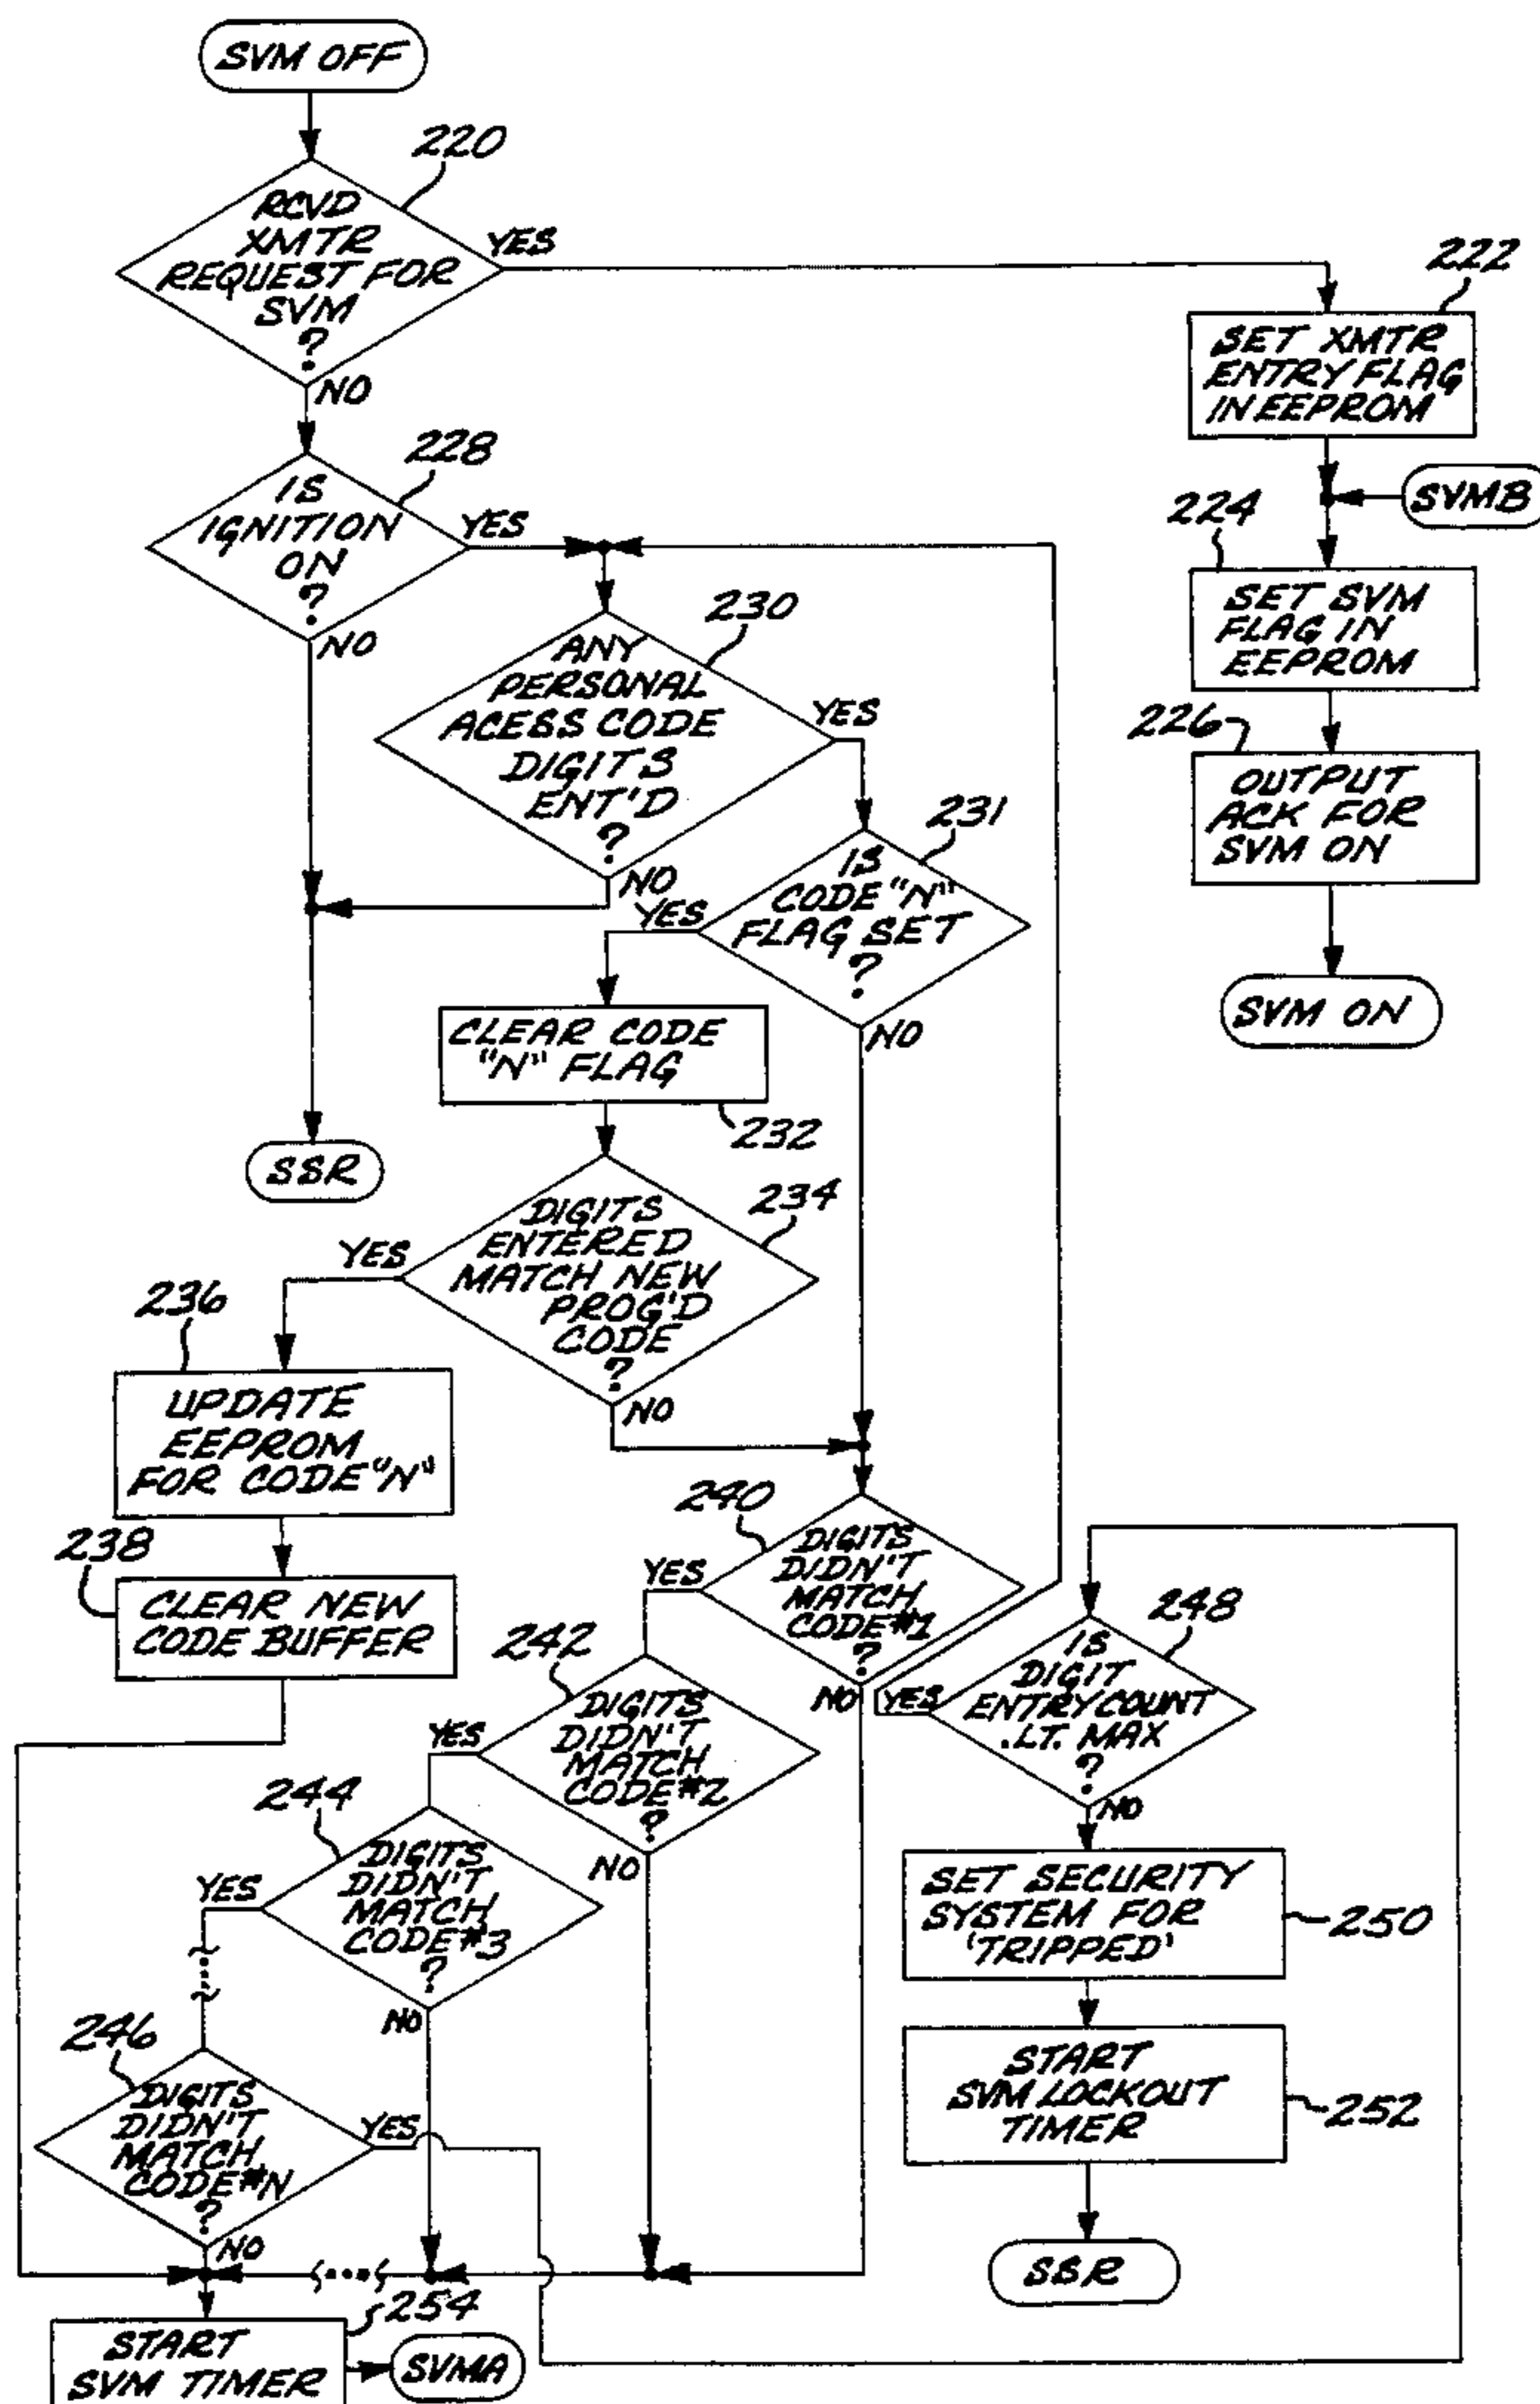 SVM OFF
220
RCVD
XMTR
REQUEST FOR
SVM
?
YES
NO
222
SET XMTR
ENTRY FLAG
IN EEPROM
SVMB
224
SET SVM
FLAG IN
EEPROM
226
OUTPUT
ACK FOR
SVM ON
SVM ON
228
IS
IGNITION
ON
?
YES
NO
230
ANY
PERSONAL
ACESS CODE
DIGITS
ENT'D
?
YES
NO
231
IS
CODE "N"
FLAG SET
?
YES
NO
CLEAR CODE
"N" FLAG
232
SSR
234
DIGITS
ENTERED
MATCH NEW
PROG'D
CODE
?
YES
NO
236
UPDATE
EEPROM
FOR CODE "N"
238
CLEAR NEW
CODE BUFFER
240
DIGITS
DIDN'T
MATCH
CODE #1
?
YES
NO
242
DIGITS
DIDN'T
MATCH
CODE #2
?
YES
NO
244
DIGITS
DIDN'T
MATCH
CODE #3
?
YES
NO
246
DIGITS
DIDN'T
MATCH
CODE #N
?
YES
NO
248
IS
DIGIT
ENTRY COUNT
.LT. MAX
?
YES
NO
SET SECURITY
SYSTEM FOR
'TRIPPED'
250
START
SVM LOCKOUT
TIMER
252
SSR
254
START
SVM TIMER
SVMA